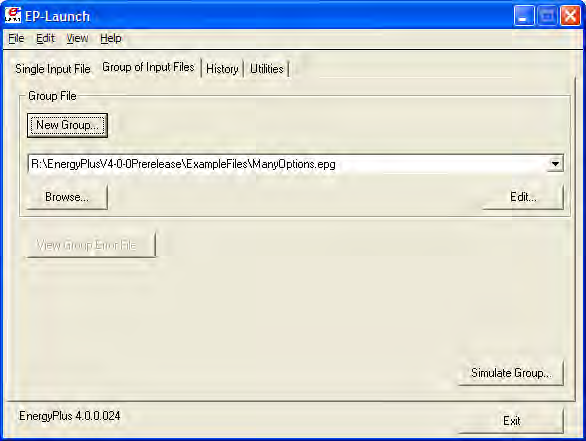 EP-Launch
File Edit View Help
Single Input File Group of Input Files History Utilities
Group File
New Group...
R:\EnergyPlusV4-0-0Prerelease\ExampleFiles\ManyOptions.epg
Browse... Edit...
View Group Error File
Simulate Group...
EnergyPlus 4.0.0.024 Exit